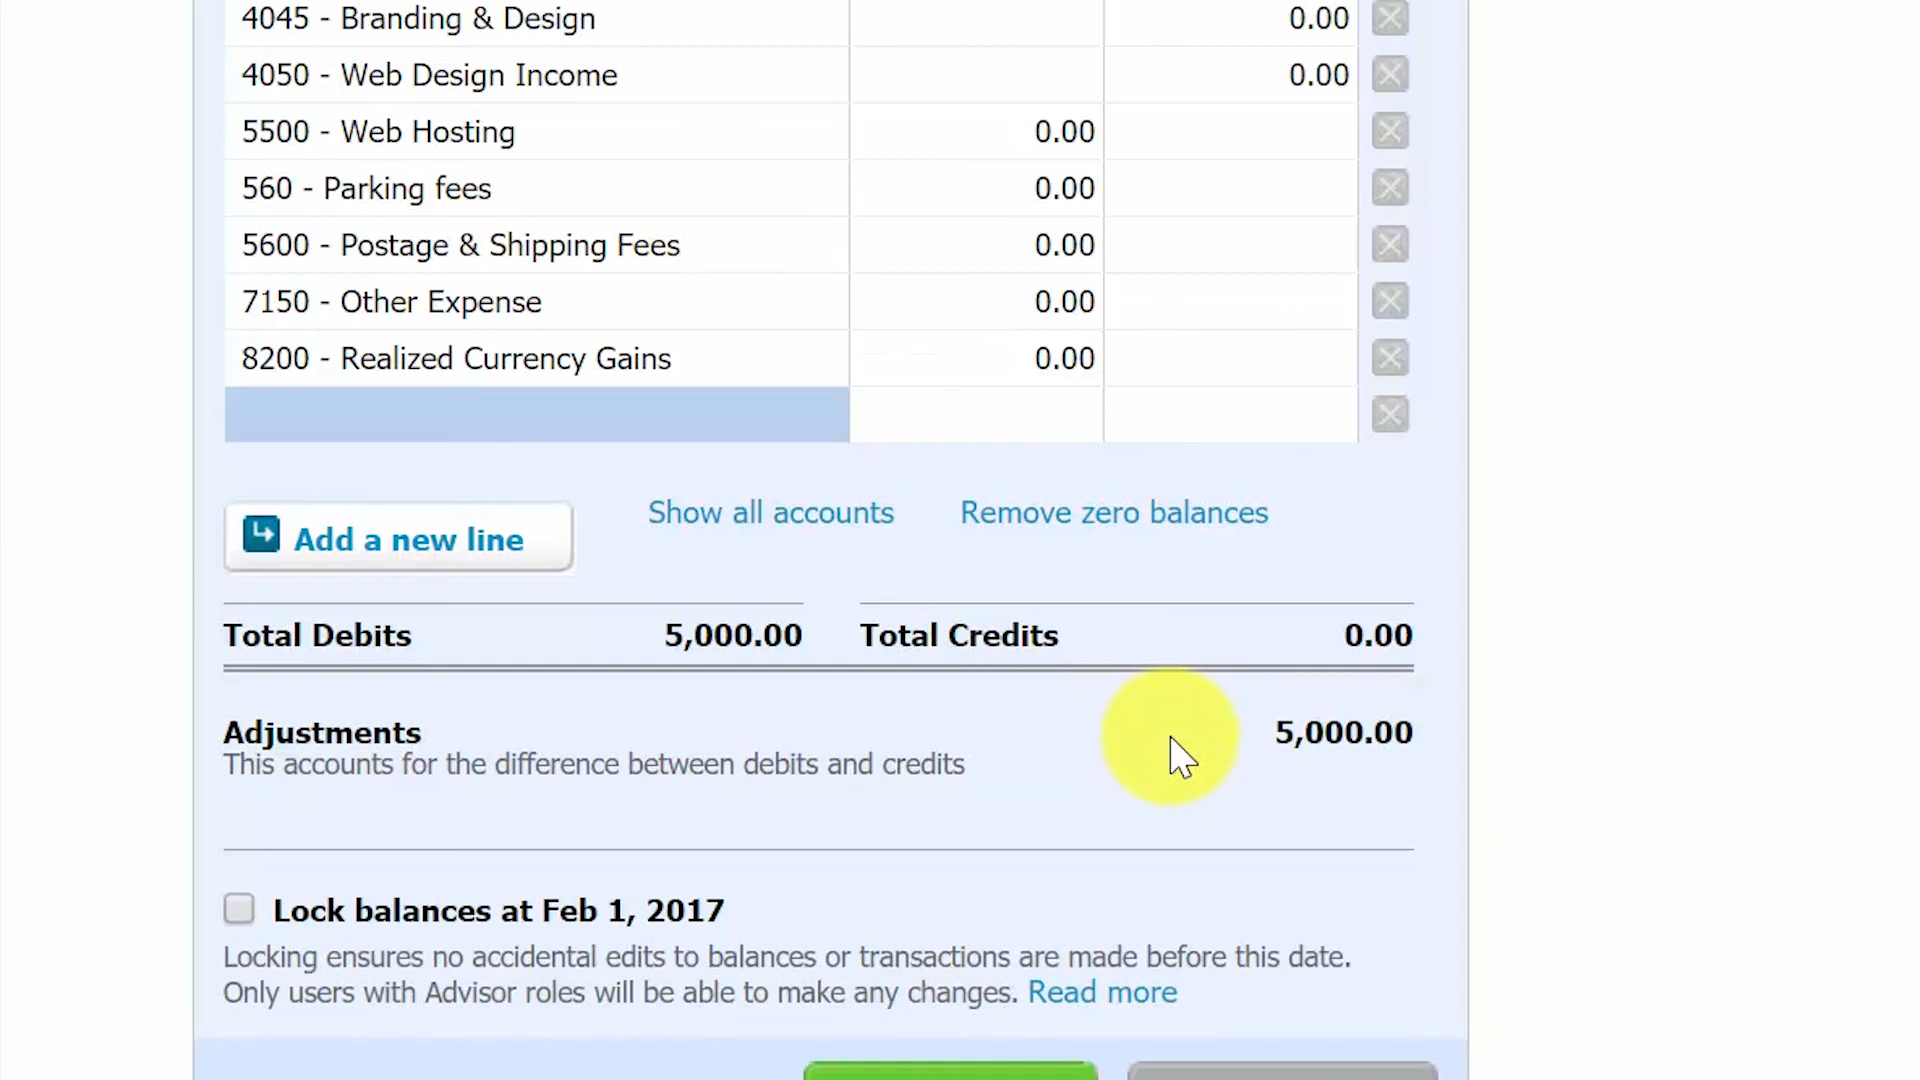 4045 - Branding & Design 0.00
4050 - Web Design Income 0.00
5500 - Web Hosting 0.00
560 - Parking fees 0.00
5600 - Postage & Shipping Fees 0.00
7150 - Other Expense 0.00
8200 - Realized Currency Gains 0.00
Add a new line Show all accounts Remove zero balances
Total Debits 5,000.00 Total Credits 0.00
Adjustments 5,000.00
This accounts for the difference between debits and credits
Lock balances at Feb 1, 2017
Locking ensures no accidental edits to balances or transactions are made before this date.
Only users with Advisor roles will be able to make any changes. Read more